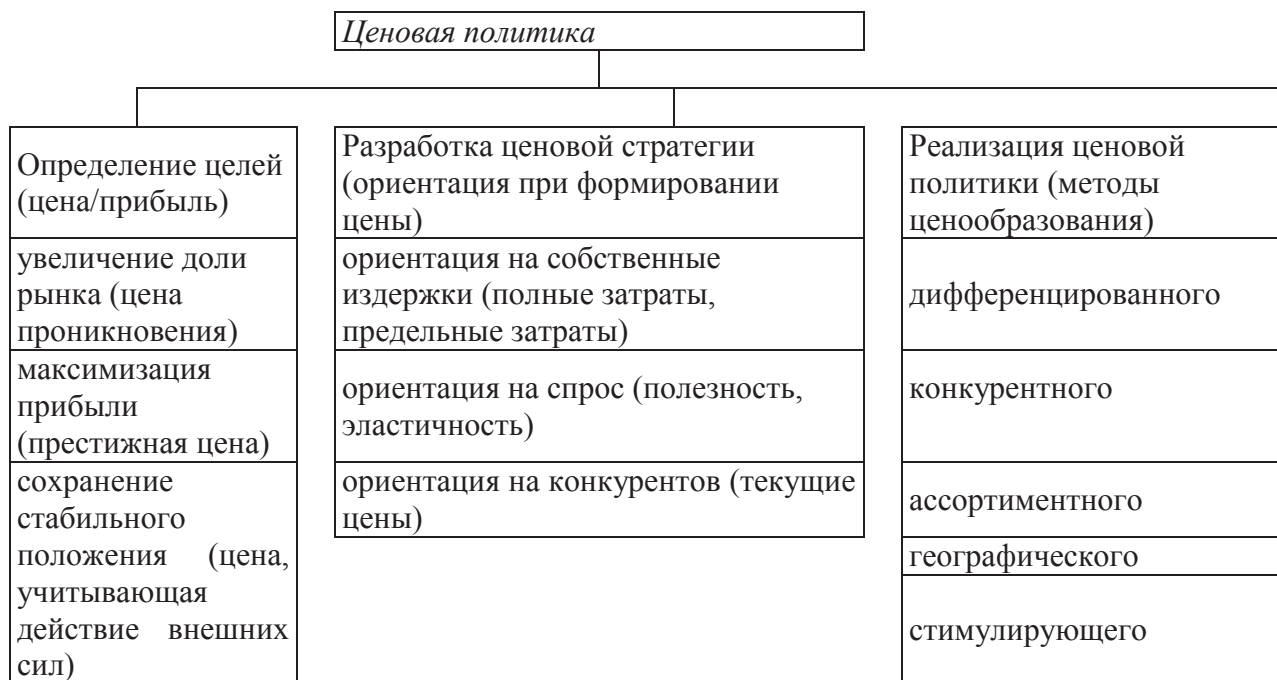 Ценовая политика
Определение целей
(цена/прибыль)
увеличение доли
рынка (цена
проникновения)
максимизация
прибыли
(престижная цена)
сохранение
стабильного
положения (цена,
учитывающая
действие внешних
сил)
Разработка ценовой стратегии
(ориентация при формировании
цены)
ориентация на собственные
издержки (полные затраты,
предельные затраты)
ориентация на спрос (полезность,
эластичность)
ориентация на конкурентов (текущие
цены)
Реализация ценовой
политики (методы
ценообразования)
дифференцированного
конкурентного
ассортиментного
географического
стимулирующего